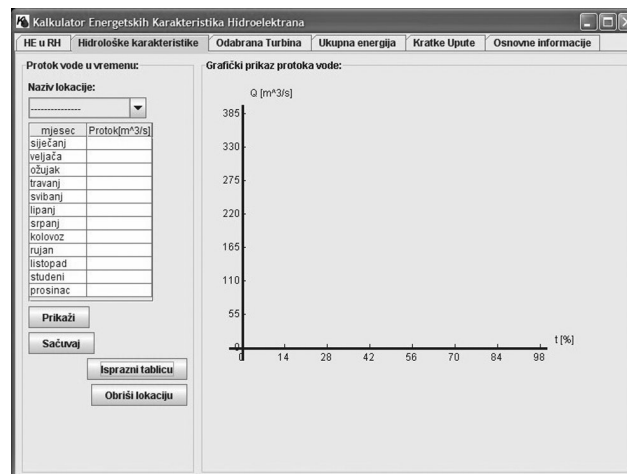 Kalkulator Energetskih Karakteristika Hidroelektrana
HE u RH Hidrološke karakteristike Odabrana Turbina Ukupna energija Kratke Upute Osnovne informacije
Protok vode u vremenu:
Naziv lokacije:
---------------
mjesec Protok[m^3/s]
siječanj
veljača
ožujak
travanj
svibanj
lipanj
srpanj
kolovoz
rujan
listopad
studeni
prosinac
Prikaži
Sačuvaj
Isprazni tablicu
Obriši lokaciju
Grafički prikaz protoka vode:
Q [m^3/s]
385
330
275
220
165
110
55
0
0 14 28 42 56 70 84 98
t [%]